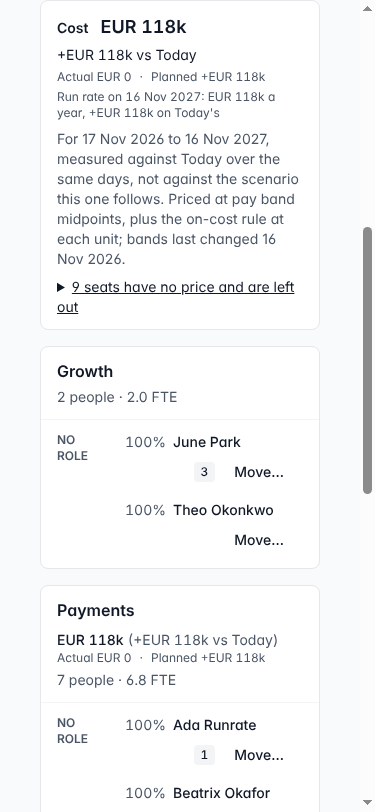 Cost EUR 118k
+EUR 118k vs Today
Actual EUR 0 · Planned +EUR 118k
Run rate on 16 Nov 2027: EUR 118k a
year, +EUR 118k on Today's
For 17 Nov 2026 to 16 Nov 2027,
measured against Today over the
same days, not against the scenario
this one follows. Priced at pay band
midpoints, plus the on-cost rule at
each unit; bands last changed 16
Nov 2026.
▶ 9 seats have no price and are left
out
Growth
2 people · 2.0 FTE
NO
ROLE
100% June Park
3 Move...
100% Theo Okonkwo
Move...
Payments
EUR 118k (+EUR 118k vs Today)
Actual EUR 0 · Planned +EUR 118k
7 people · 6.8 FTE
NO
ROLE
100% Ada Runrate
1 Move...
100% Beatrix Okafor